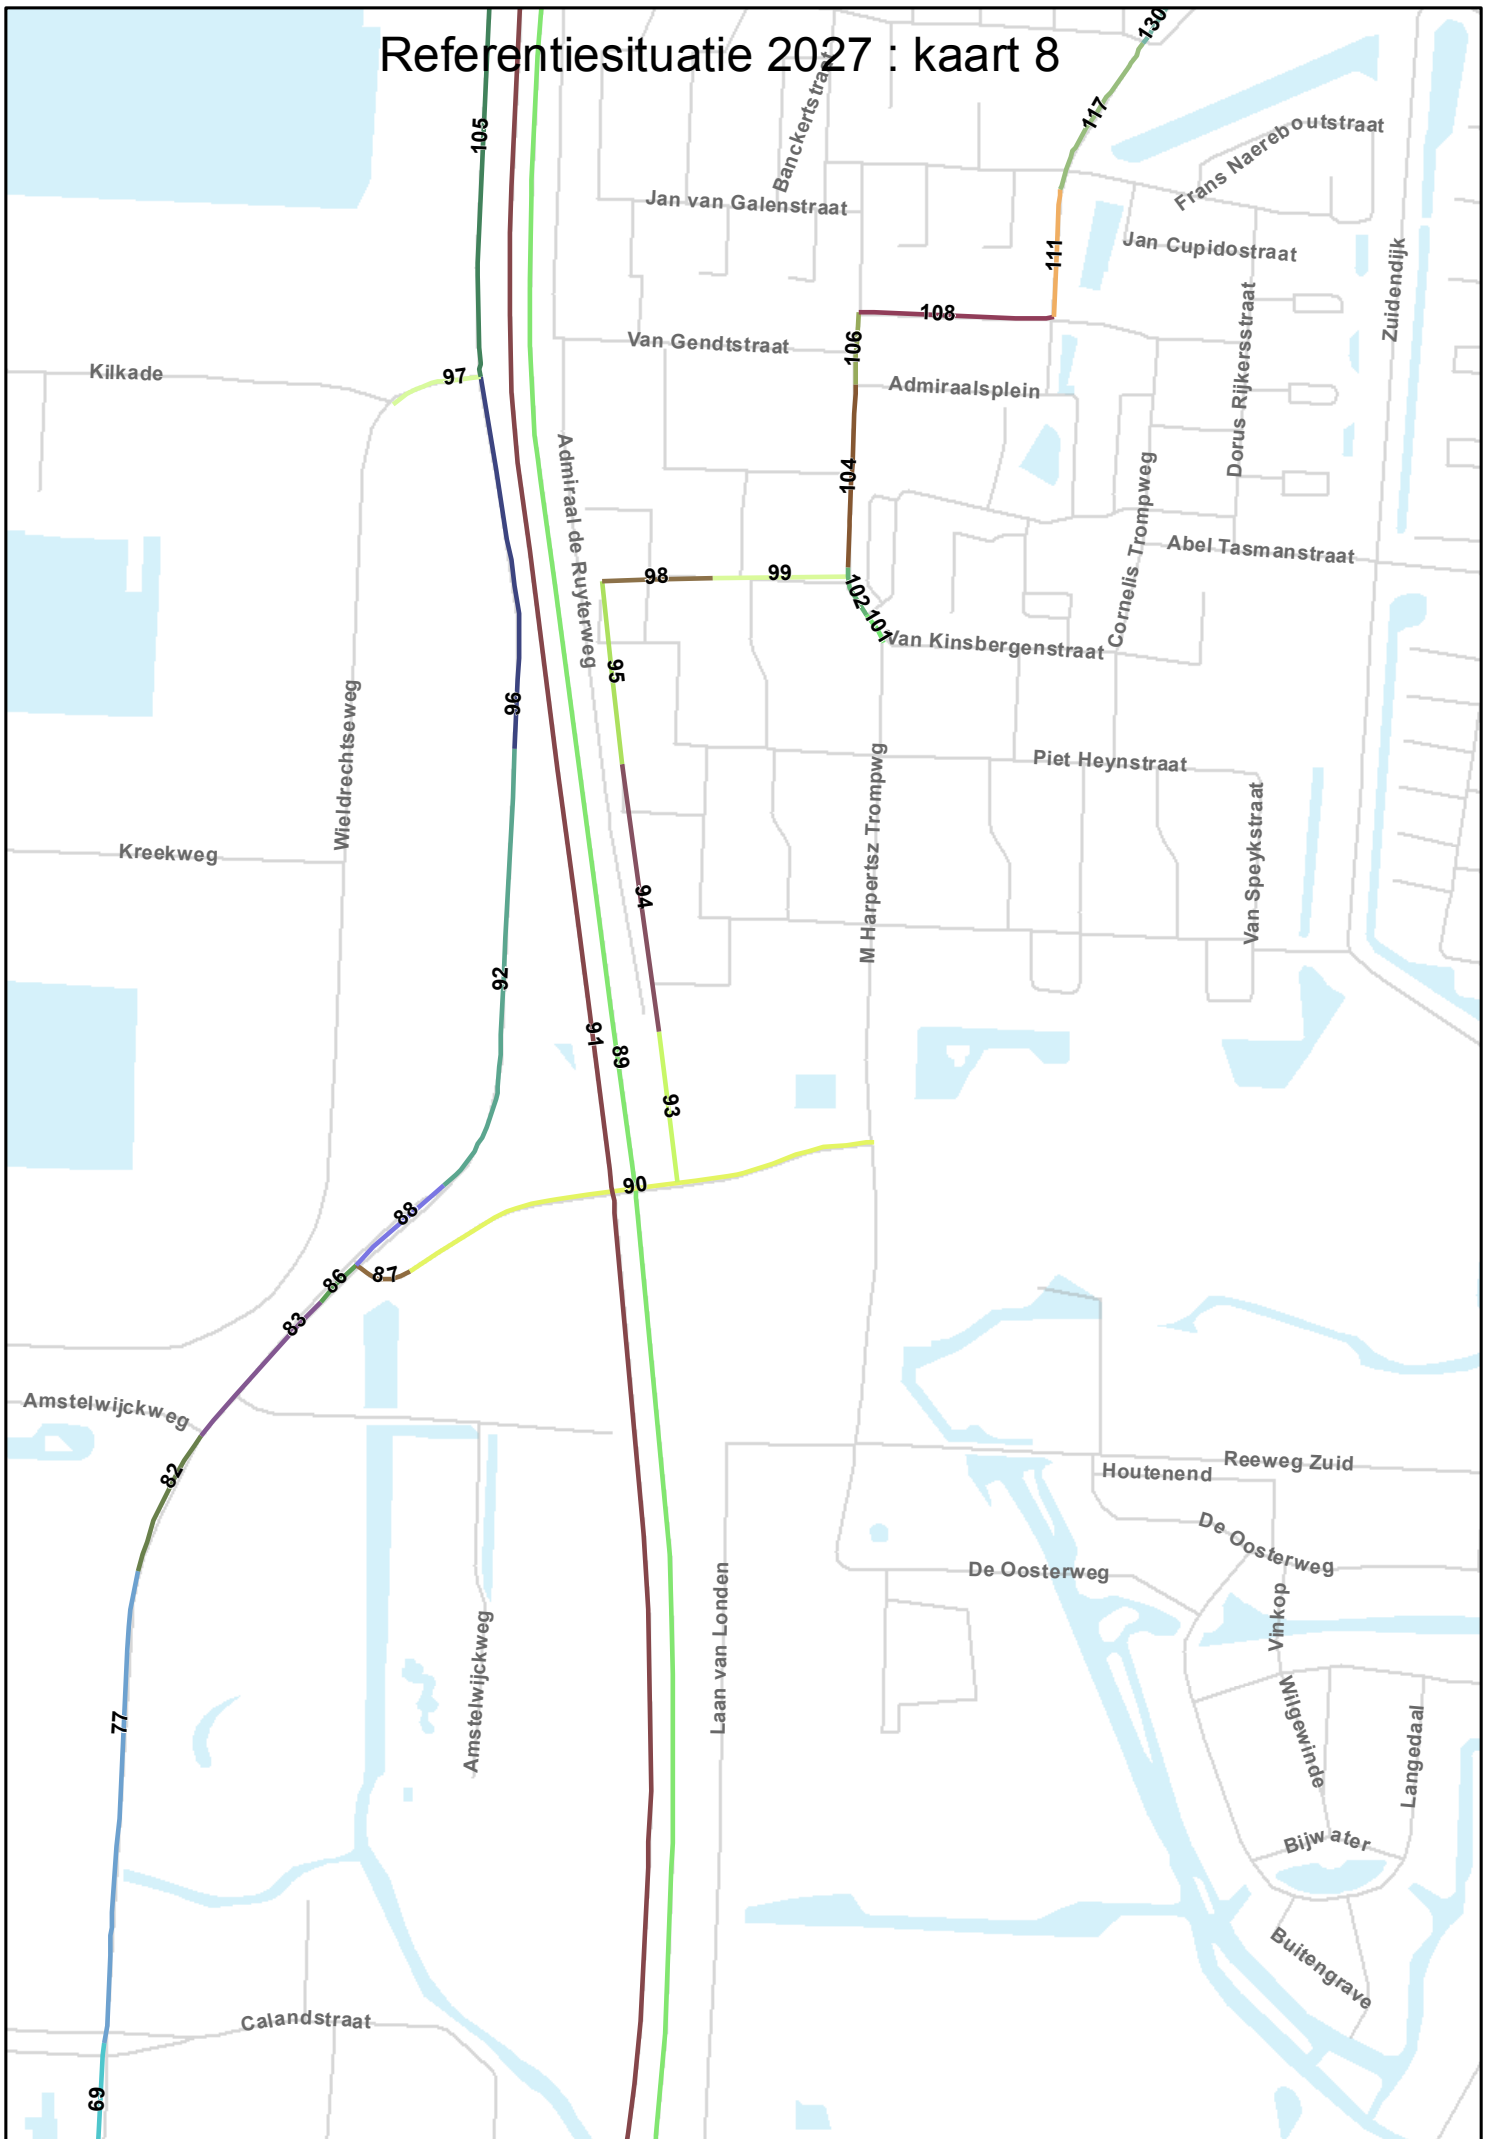 Referentiesituatie 2027 : kaart 8
130
105
117
Banckertstraat
Frans Naereboutstraat
Jan van Galenstraat
Jan Cupidostraat
111
Zuidendijk
108
106
Van Gendtstraat
Kilkade
97
Admiraalsplein
Dorus Rijkersstraat
Admiraal de Ruyterweg
104
Cornelis Trompweg
Abel Tasmanstraat
98
99
102
101
Van Kinsbergenstraat
95
96
Wieldrechtseweg
Piet Heynstraat
M Harpertsz Trompwg
Van Speykstraat
Kreekweg
94
92
91
89
93
90
88
87
86
83
Amstelwijckweg
82
Reeweg Zuid
Houtenend
De Oosterweg
De Oosterweg
Vinkop
Laan van Londen
Amstelwijckweg
77
Wilgewinde
Langedaal
Bijwater
Buitengrave
Calandstraat
69